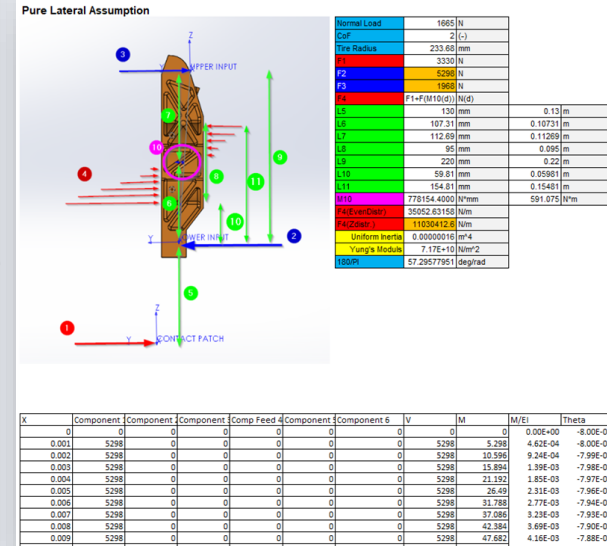 Pure Lateral Assumption
Normal Load 1665 N
CoF 2 (-)
Tire Radius 233.68 mm
F1 3330 N
F2 5298 N
F3 1968 N
F4 F1+F(M10(d)) N(d)
L5 130 mm 0.13 m
L6 107.31 mm 0.10731 m
L7 112.69 mm 0.11269 m
L8 95 mm 0.095 m
L9 220 mm 0.22 m
L10 59.81 mm 0.05981 m
L11 154.81 mm 0.15481 m
M10 778154.4000 N*mm 591.075 N*m
F4(EvenDistr) 35052.63158 N/m
F4(Zdistr.) 11030412.6 N/m
Uniform Inertia 0.00000016 m^4
Yung's Moduls 7.17E+10 N/m^2
180/PI 57.29577951 deg/rad
Z
3
Y UPPER INPUT
7
10
4
8
11
9
6
10
Y OWER INPUT 2
5
Z
1
Y CONTACT PATCH
X Component Component Component Comp Feed 4 Component Component 6 V M M/EI Theta
0 0 0 0 0 0 0 0 0 0.00E+00 -8.00E-0
0.001 5298 0 0 0 0 0 5298 5.298 4.62E-04 -8.00E-0
0.002 5298 0 0 0 0 0 5298 10.596 9.24E-04 -7.99E-0
0.003 5298 0 0 0 0 0 5298 15.894 1.39E-03 -7.98E-0
0.004 5298 0 0 0 0 0 5298 21.192 1.85E-03 -7.97E-0
0.005 5298 0 0 0 0 0 5298 26.49 2.31E-03 -7.96E-0
0.006 5298 0 0 0 0 0 5298 31.788 2.77E-03 -7.94E-0
0.007 5298 0 0 0 0 0 5298 37.086 3.23E-03 -7.93E-0
0.008 5298 0 0 0 0 0 5298 42.384 3.69E-03 -7.90E-0
0.009 5298 0 0 0 0 0 5298 47.682 4.16E-03 -7.88E-0